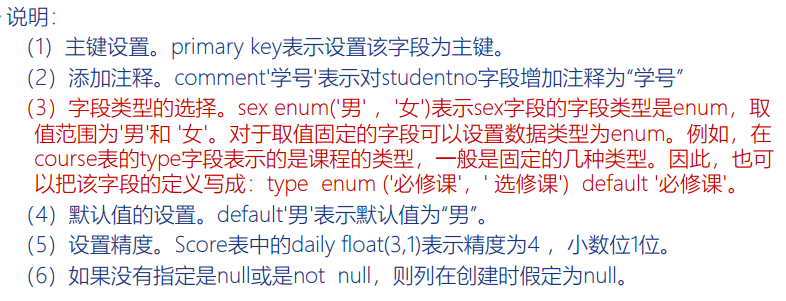 说明：
（1）主键设置。primary key表示设置该字段为主键。
（2）添加注释。comment'学号'表示对studentno字段增加注释为“学号”
（3）字段类型的选择。sex enum('男' ，'女')表示sex字段的字段类型是enum，取
值范围为'男'和 '女'。对于取值固定的字段可以设置数据类型为enum。例如，在
course表的type字段表示的是课程的类型，一般是固定的几种类型。因此，也可
以把该字段的定义写成：type enum ('必修课'，' 选修课') default '必修课'。
（4）默认值的设置。default'男'表示默认值为“男”。
（5）设置精度。Score表中的daily float(3,1)表示精度为4 ，小数位1位。
（6）如果没有指定是null或是not null，则列在创建时假定为null。